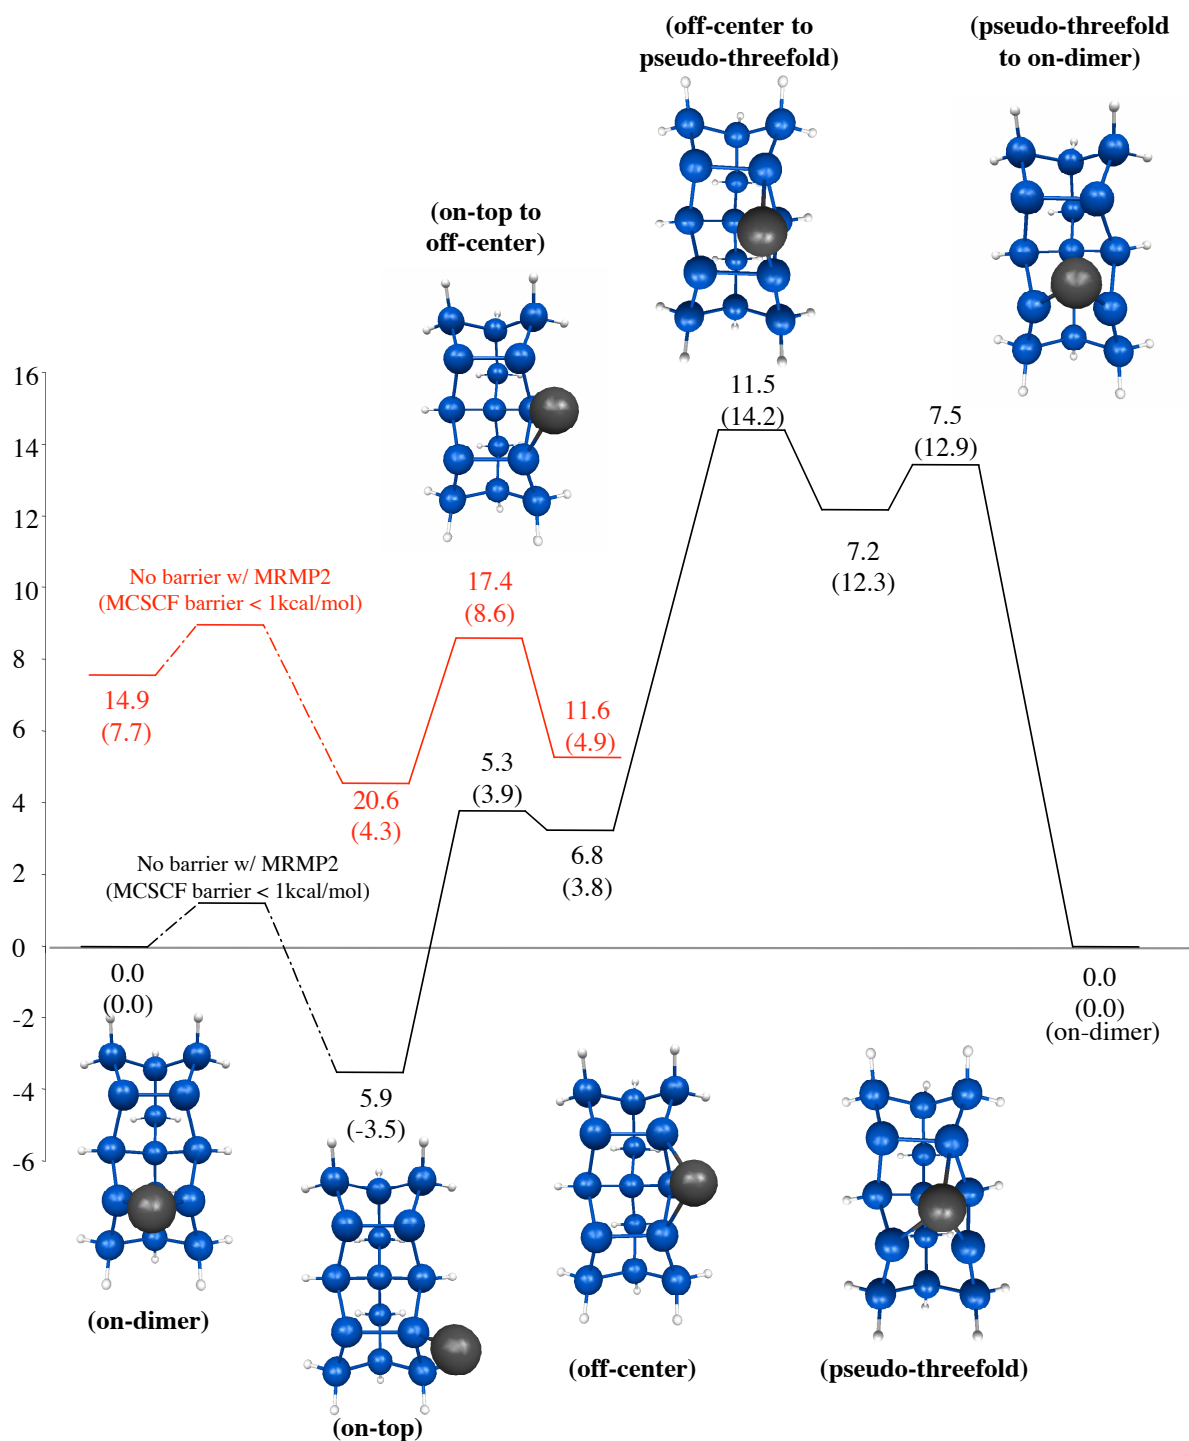 (off-center to
pseudo-threefold)
(pseudo-threefold
to on-dimer)
(on-top to
off-center)
16
14
12
10
8
6
4
2
0
-2
-4
-6
11.5
(14.2)
7.5
(12.9)
7.2
(12.3)
No barrier w/ MRMP2
(MCSCF barrier < 1kcal/mol)
17.4
(8.6)
14.9
(7.7)
11.6
(4.9)
20.6
(4.3)
5.3
(3.9)
6.8
(3.8)
No barrier w/ MRMP2
(MCSCF barrier < 1kcal/mol)
0.0
(0.0)
0.0
(0.0)
(on-dimer)
5.9
(-3.5)
(on-dimer)
(on-top)
(off-center)
(pseudo-threefold)